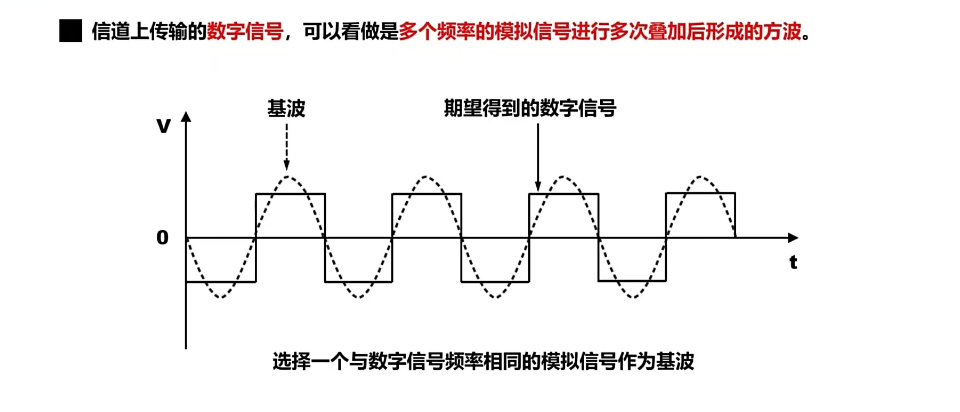 信道上传输的数字信号，可以看做是多个频率的模拟信号进行多次叠加后形成的方波。
基波
期望得到的数字信号
V
0
t
选择一个与数字信号频率相同的模拟信号作为基波